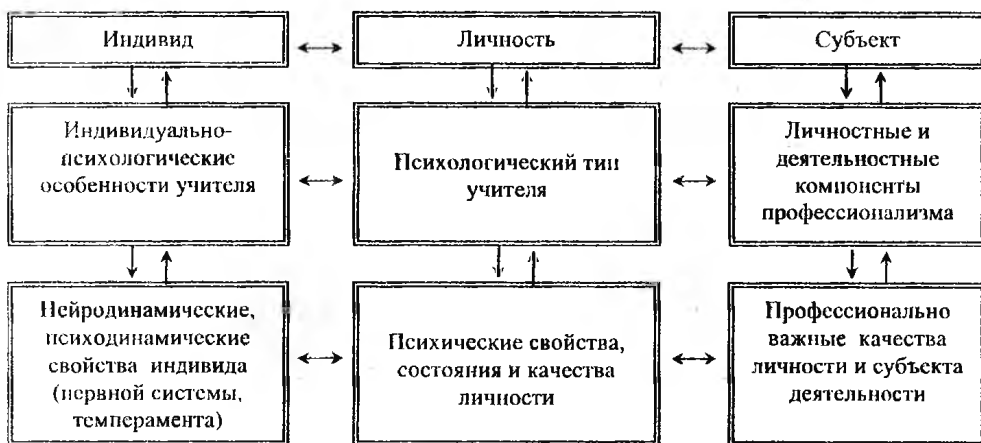 Индивид
Личность
Субъект
Индивидуально-
психологические
особенности учителя
Психологический тип
учителя
Личностные и
деятельностные
компоненты
профессионализма
Нейродинамические,
психодинамические
свойства индивида
(нервной системы,
темперамента)
Психические свойства,
состояния и качества
личности
Профессионально
важные качества
личности и субъекта
деятельности